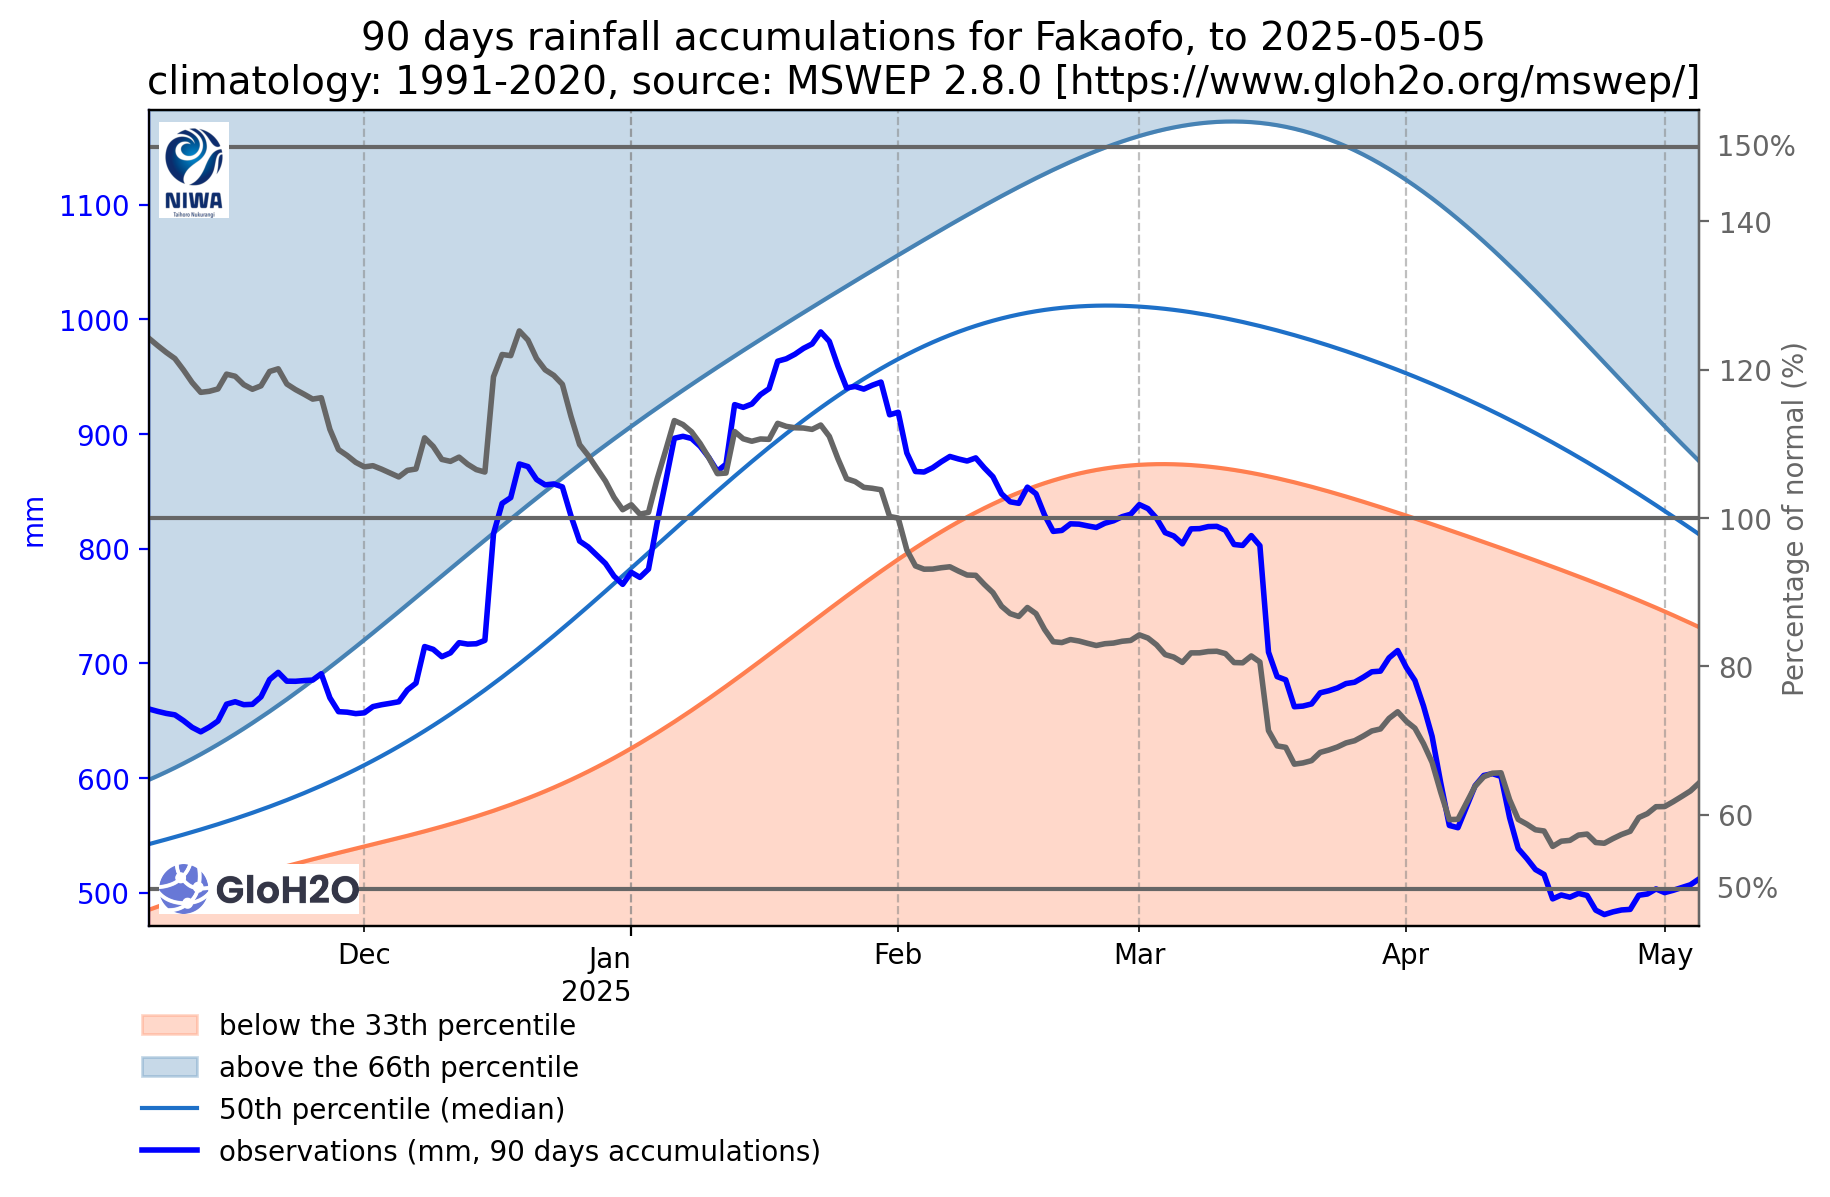 90 days rainfall accumulations for Fakaofo, to 2025-05-05
climatology: 1991-2020, source: MSWEP 2.8.0 [https://www.gloh2o.org/mswep/]
NIWA
Taihoro Nukurangi
1100
1000
900
800
700
600
500
mm
150%
140
120
100
80
60
50%
Percentage of normal (%)
GloH2O
Dec
Jan
2025
Feb
Mar
Apr
May
below the 33th percentile
above the 66th percentile
50th percentile (median)
observations (mm, 90 days accumulations)